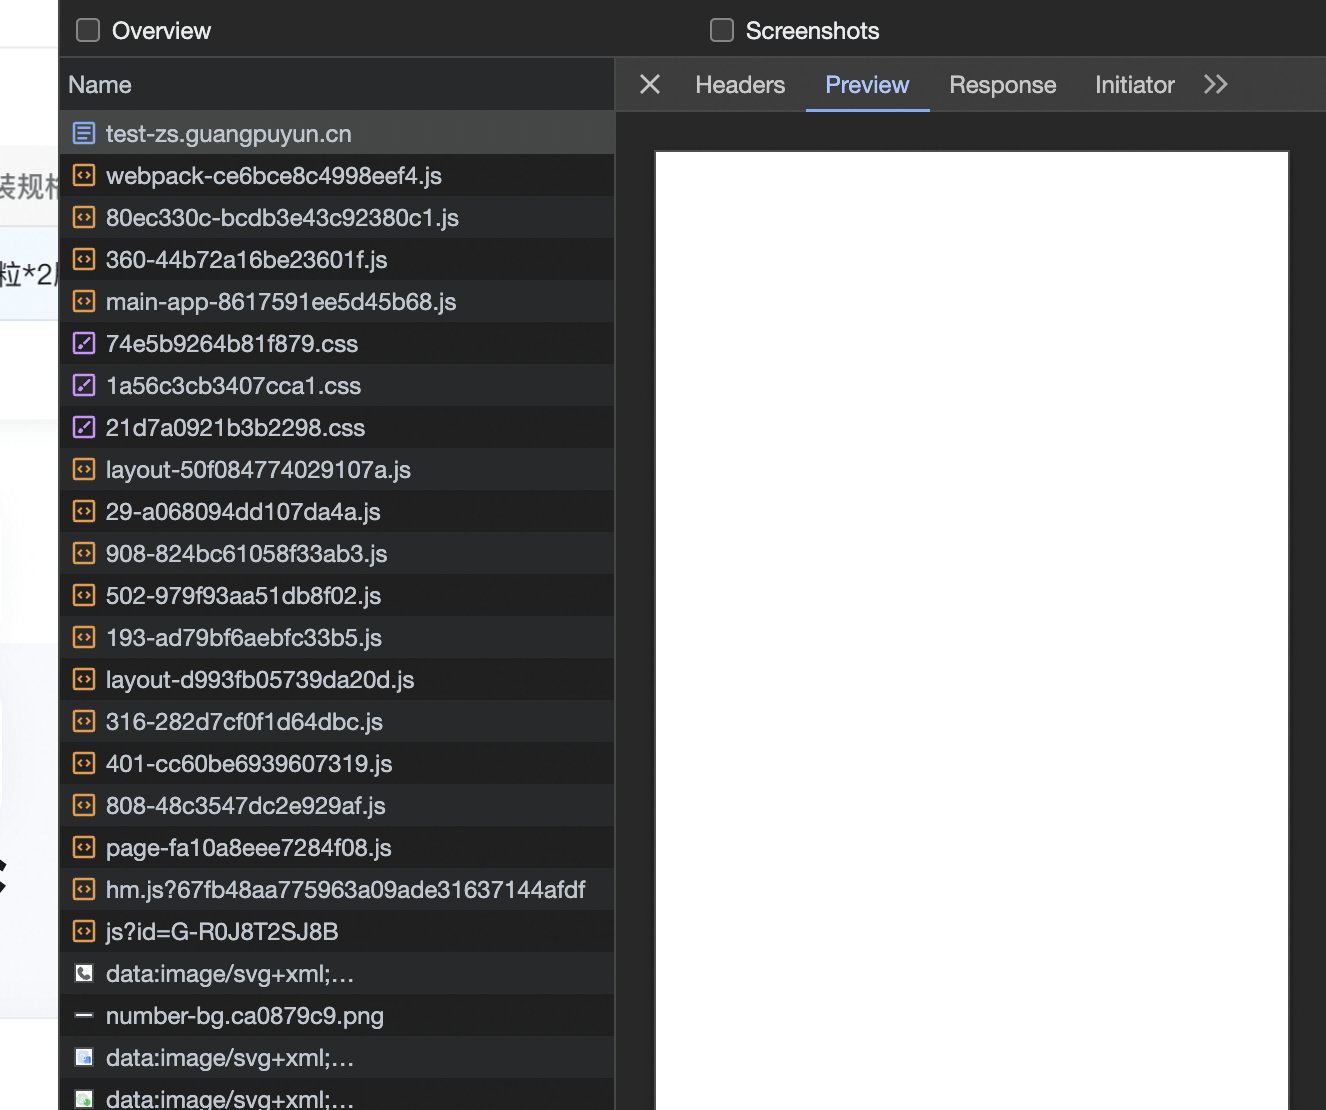 Overview
Screenshots
Name
Headers
Preview
Response
Initiator
装规格
粒*2
test-zs.guangpuyun.cn
webpack-ce6bce8c4998eef4.js
80ec330c-bcdb3e43c92380c1.js
360-44b72a16be23601f.js
main-app-8617591ee5d45b68.js
74e5b9264b81f879.css
1a56c3cb3407cca1.css
21d7a0921b3b2298.css
layout-50f084774029107a.js
29-a068094dd107da4a.js
908-824bc61058f33ab3.js
502-979f93aa51db8f02.js
193-ad79bf6aebfc33b5.js
layout-d993fb05739da20d.js
316-282d7cf0f1d64dbc.js
401-cc60be6939607319.js
808-48c3547dc2e929af.js
page-fa10a8eee7284f08.js
hm.js?67fb48aa775963a09ade31637144afdf
js?id=G-R0J8T2SJ8B
data:image/svg+xml;…
number-bg.ca0879c9.png
data:image/svg+xml;…
data:image/svg+xml;…